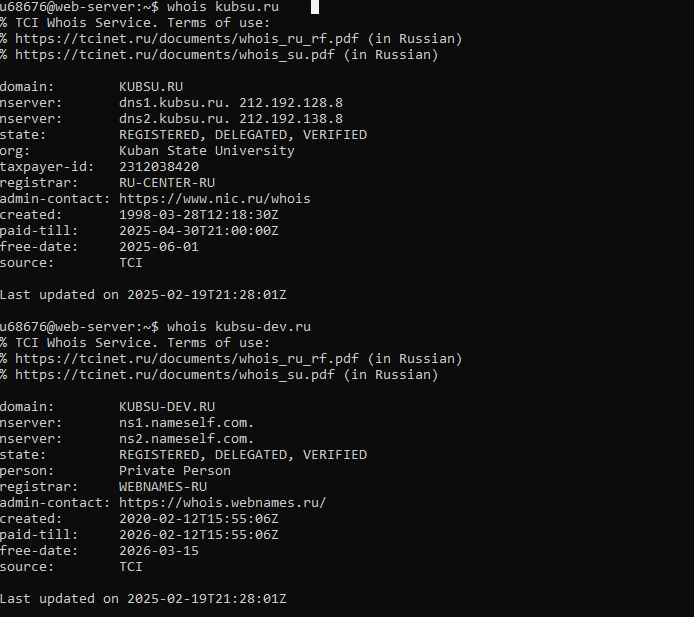 u68676@web-server:~$ whois kubsu.ru
% TCI Whois Service. Terms of use:
% https://tcinet.ru/documents/whois_ru_rf.pdf (in Russian)
% https://tcinet.ru/documents/whois_su.pdf (in Russian)

domain:        KUBSU.RU
nserver:       dns1.kubsu.ru. 212.192.128.8
nserver:       dns2.kubsu.ru. 212.192.138.8
state:         REGISTERED, DELEGATED, VERIFIED
org:           Kuban State University
taxpayer-id:   2312038420
registrar:     RU-CENTER-RU
admin-contact: https://www.nic.ru/whois
created:       1998-03-28T12:18:30Z
paid-till:     2025-04-30T21:00:00Z
free-date:     2025-06-01
source:        TCI

Last updated on 2025-02-19T21:28:01Z

u68676@web-server:~$ whois kubsu-dev.ru
% TCI Whois Service. Terms of use:
% https://tcinet.ru/documents/whois_ru_rf.pdf (in Russian)
% https://tcinet.ru/documents/whois_su.pdf (in Russian)

domain:        KUBSU-DEV.RU
nserver:       ns1.nameself.com.
nserver:       ns2.nameself.com.
state:         REGISTERED, DELEGATED, VERIFIED
person:        Private Person
registrar:     WEBNAMES-RU
admin-contact: https://whois.webnames.ru/
created:       2020-02-12T15:55:06Z
paid-till:     2026-02-12T15:55:06Z
free-date:     2026-03-15
source:        TCI

Last updated on 2025-02-19T21:28:01Z